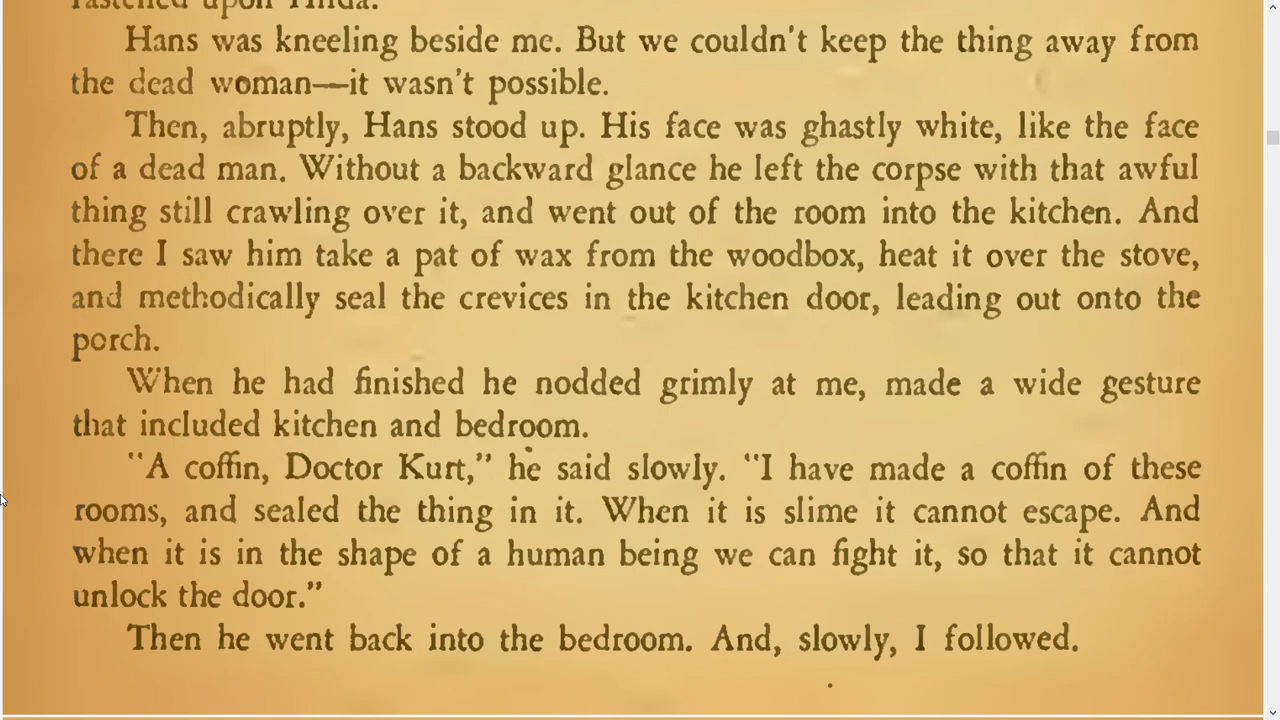 Hans was kneeling beside me. But we couldn't keep the thing away from
the dead woman—it wasn't possible.
Then, abruptly, Hans stood up. His face was ghastly white, like the face
of a dead man. Without a backward glance he left the corpse with that awful
thing still crawling over it, and went out of the room into the kitchen. And
there I saw him take a pat of wax from the woodbox, heat it over the stove,
and methodically seal the crevices in the kitchen door, leading out onto the
porch.
When he had finished he nodded grimly at me, made a wide gesture
that included kitchen and bedroom.
"A coffin, Doctor Kurt," he said slowly. "I have made a coffin of these
rooms, and sealed the thing in it. When it is slime it cannot escape. And
when it is in the shape of a human being we can fight it, so that it cannot
unlock the door."
Then he went back into the bedroom. And, slowly, I followed.